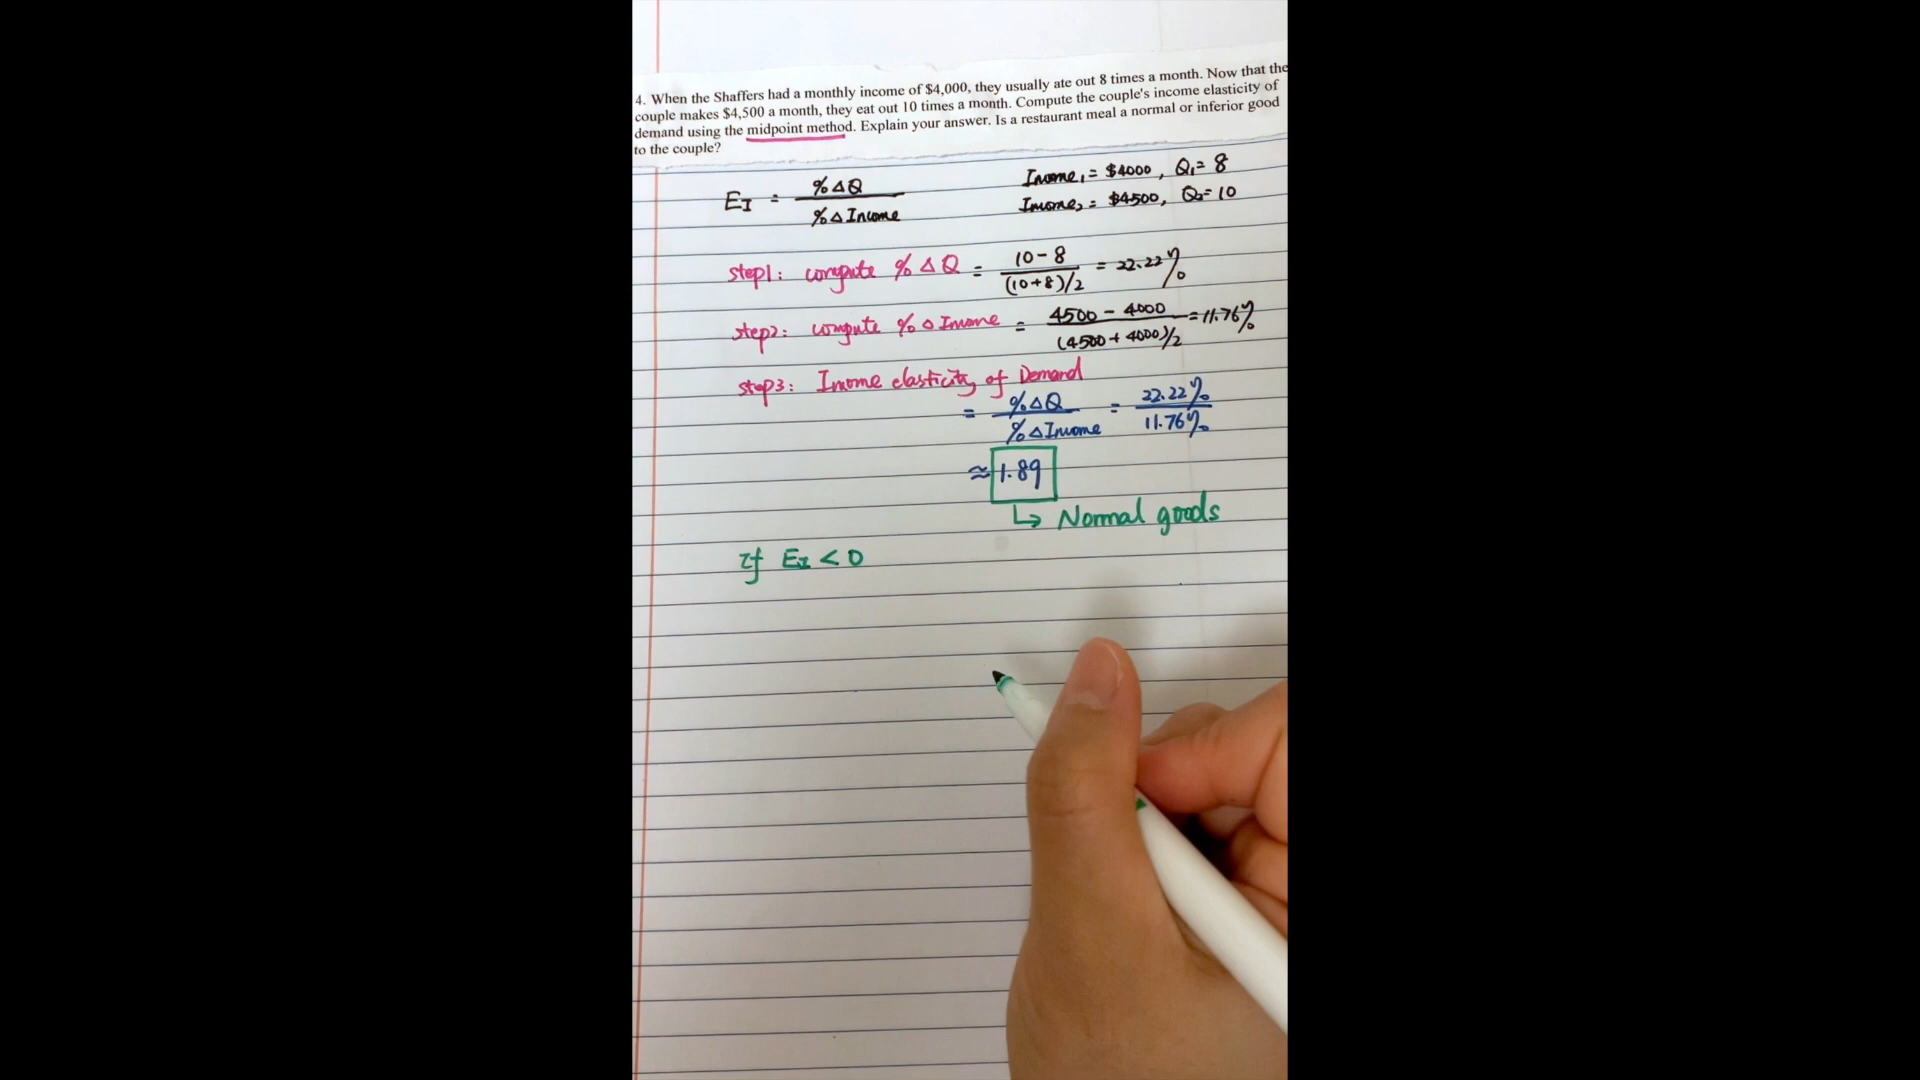 4. When the Shaffers had a monthly income of $4,000, they usually ate out 8 times a month. Now that the
couple makes $4,500 a month, they eat out 10 times a month. Compute the couple's income elasticity of
demand using the midpoint method. Explain your answer. Is a restaurant meal a normal or inferior good
to the couple?
EI = %ΔQ / %ΔIncome
Income₁ = $4000, Q₁ = 8
Income₂ = $4500, Q₂ = 10
step1: compute %ΔQ = 10-8 / (10+8)/2 = 22.22%
step2: compute %ΔIncome = 4500-4000 / (4500+4000)/2 = 11.76%
step3: Income elasticity of Demand
= %ΔQ / %ΔIncome = 22.22% / 11.76%
≈ 1.89
↳ Normal goods
If EI < 0